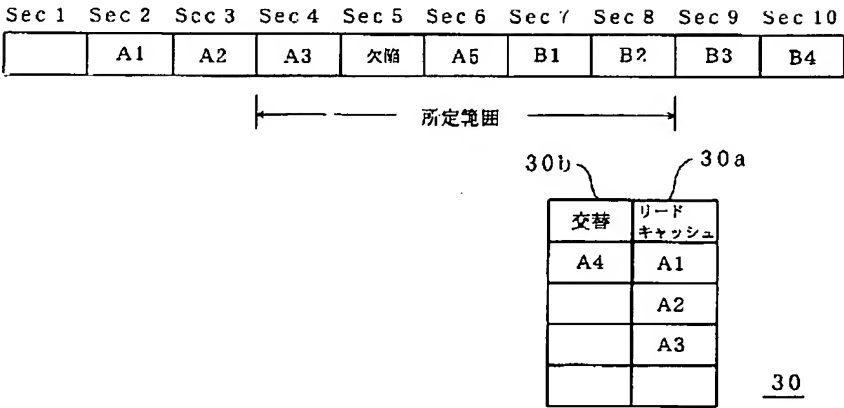 Sec 1 Sec 2 Sec 3 Sec 4 Sec 5 Sec 6 Sec 7 Sec 8 Sec 9 Sec 10
A1 A2 A3 欠陥 A5 B1 B2 B3 B4
所定範囲
30b 30a
交替 リード
キャッシュ
A4 A1
A2
A3
30